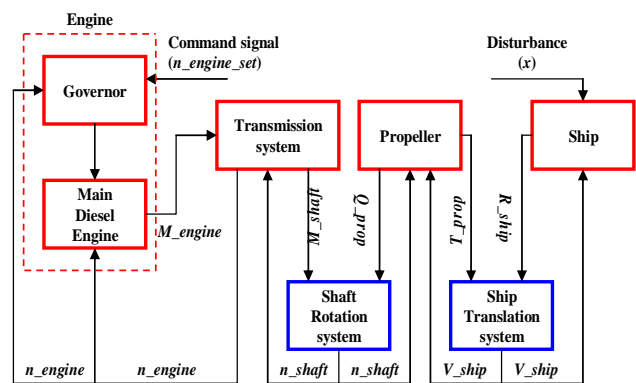 Engine
Command signal
(n_engine_set)
Disturbance
(x)
Governor
Transmission
system
Propeller
Ship
Main
Diesel
Engine
M_engine
M_shaft
Q_prop
T_prop
R_ship
Shaft
Rotation
system
Ship
Translation
system
n_engine
n_engine
n_shaft
n_shaft
V_ship
V_ship